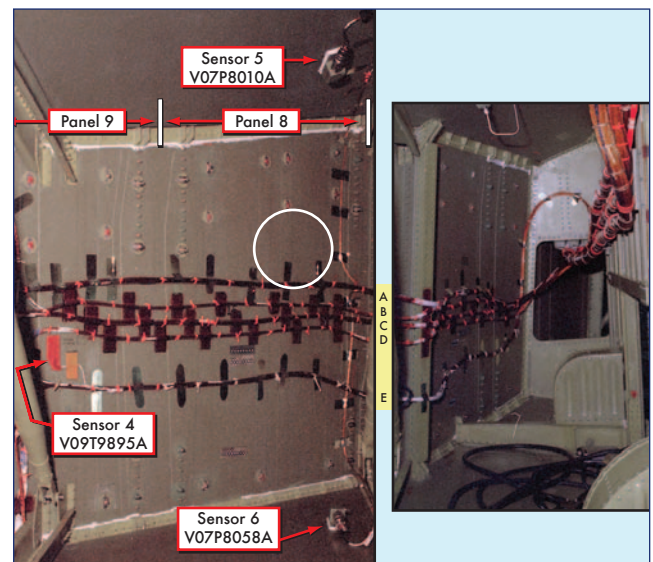 Sensor 5
V07P8010A
Panel 9
Panel 8
A
B
C
D
E
Sensor 4
V09T9895A
Sensor 6
V07P8058A